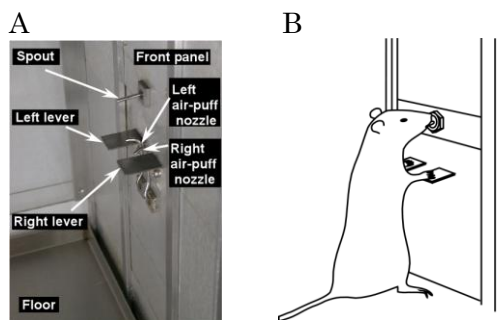 A
B
Spout
Front panel
Left
air-puff
nozzle
Left lever
Right
air-puff
nozzle
Right lever
Floor